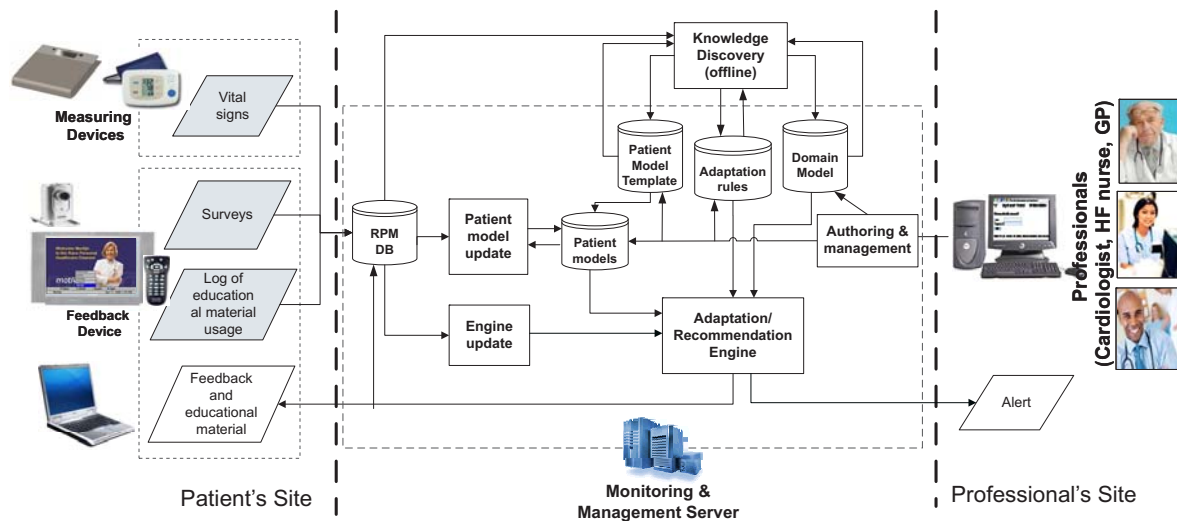 Measuring
Devices
Vital
signs
Surveys
Log of
education
al material
usage
Feedback
Device
Feedback
and
educational
material
Patient's Site
RPM
DB
Patient
model
update
Engine
update
Patient
models
Knowledge
Discovery
(offline)
Patient
Model
Template
Adaptation
rules
Domain
Model
Authoring &
management
Adaptation/
Recommendation
Engine
Monitoring &
Management Server
Professionals
(Cardiologist, HF nurse, GP)
Alert
Professional's Site